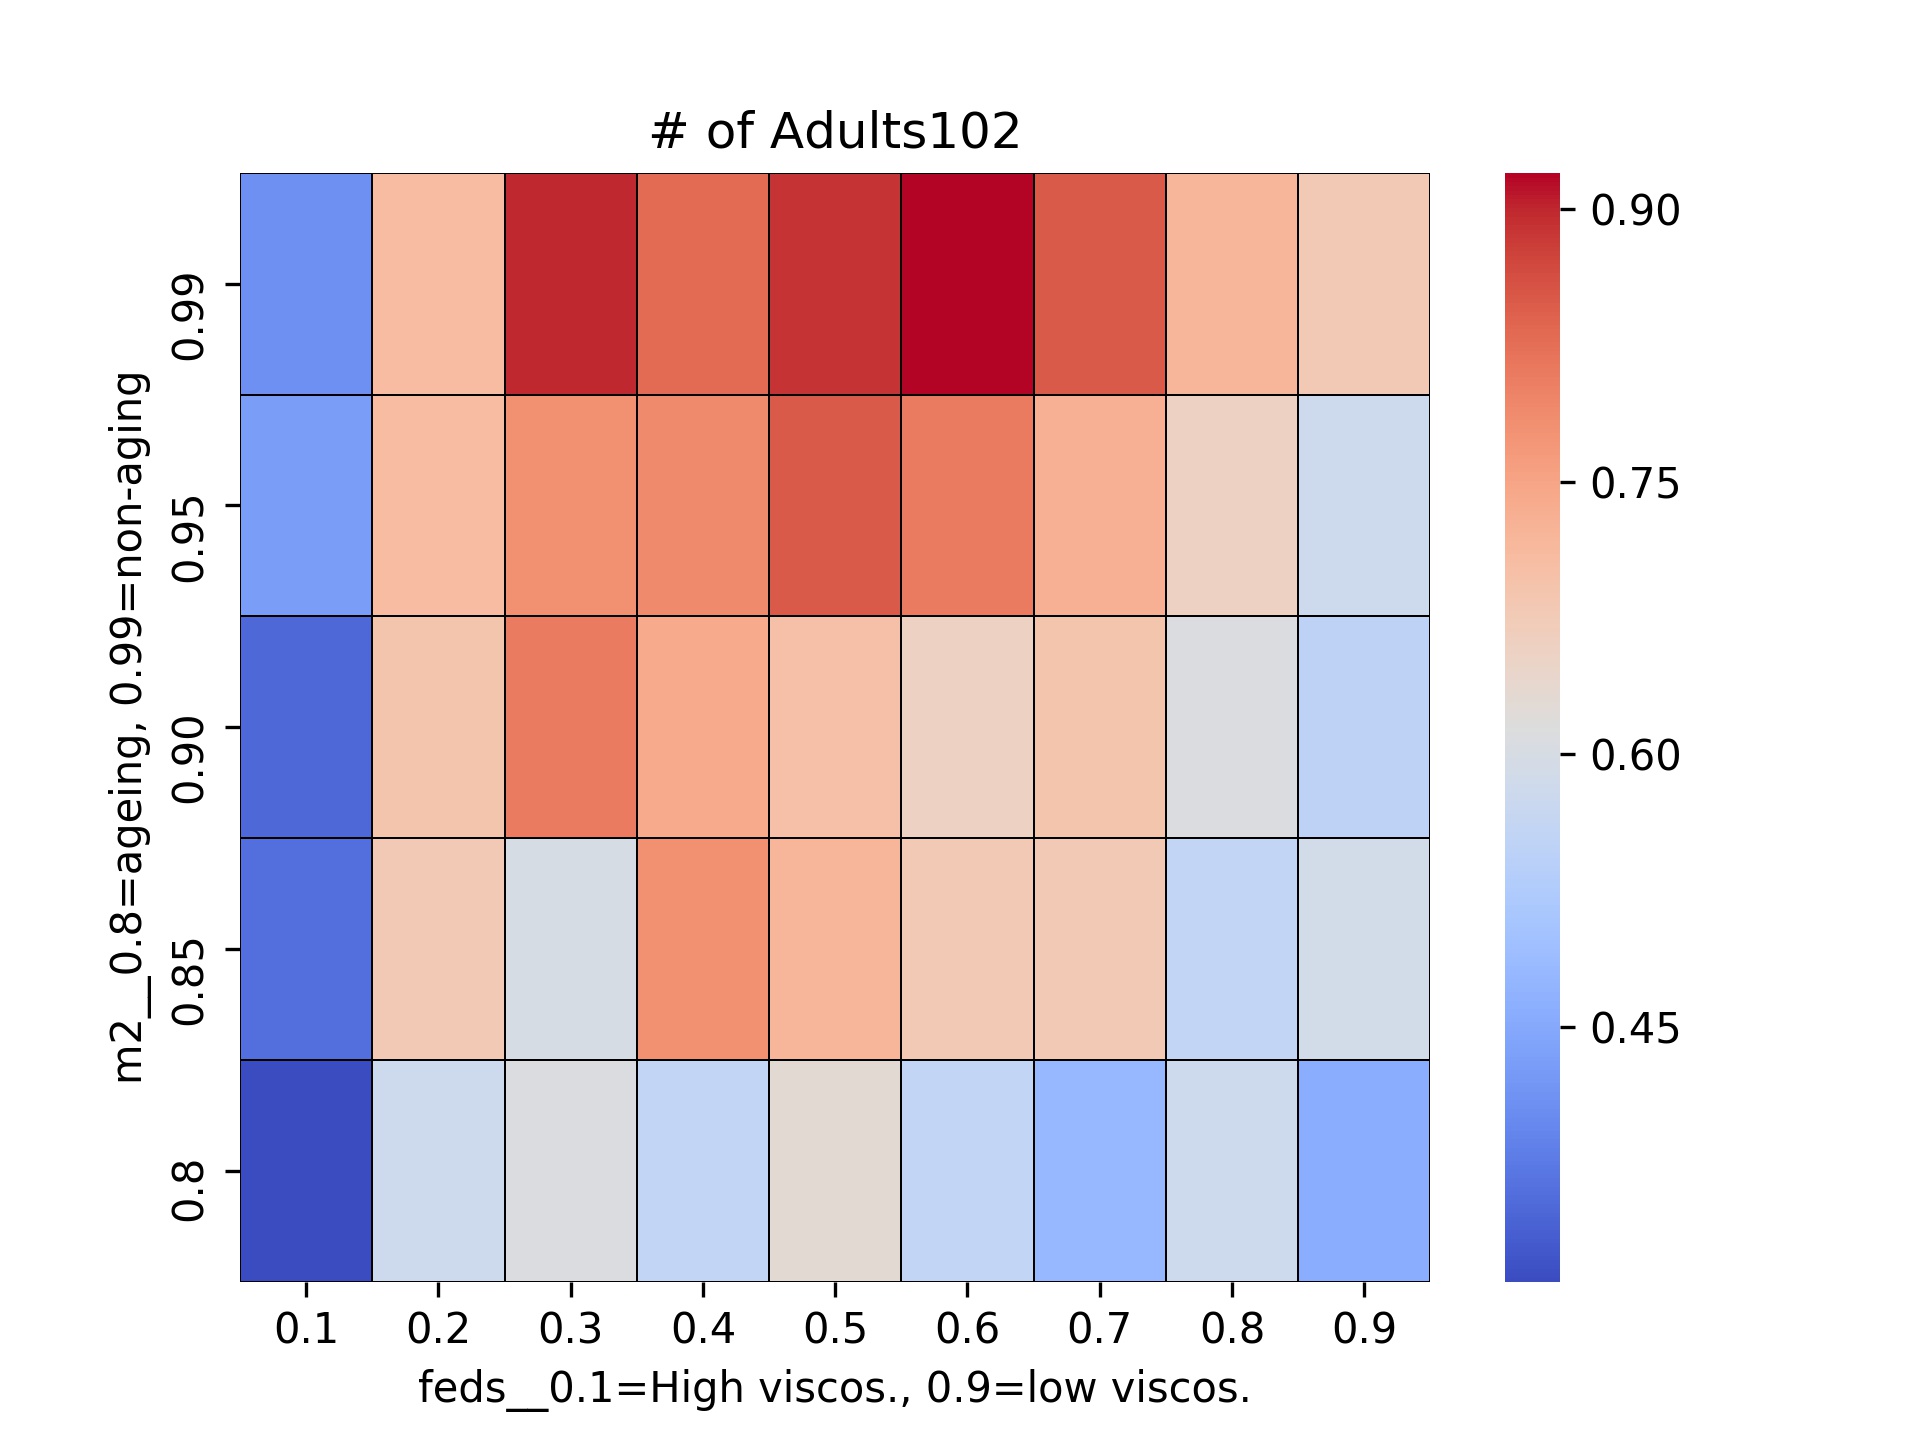 # of Adults102
m2__0.8=ageing, 0.99=non-aging
0.99
0.95
0.90
0.85
0.8
0.1 0.2 0.3 0.4 0.5 0.6 0.7 0.8 0.9
feds__0.1=High viscos., 0.9=low viscos.
0.90
0.75
0.60
0.45